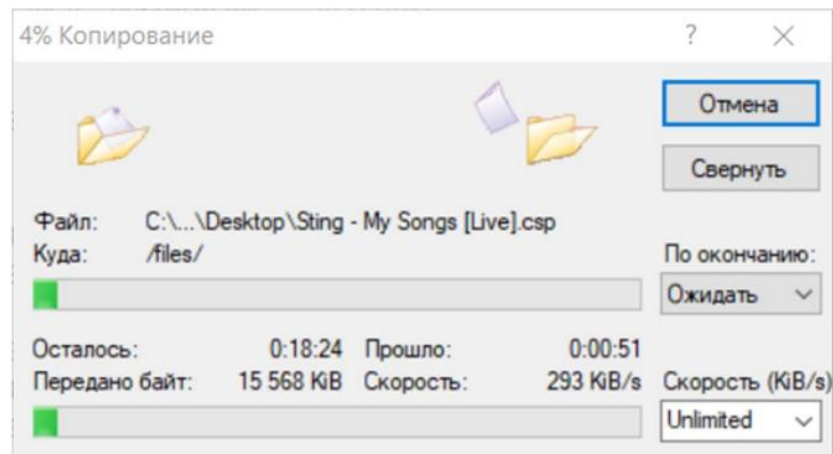 4% Копирование
Отмена
Свернуть
Файл: C:\...\Desktop\Sting - My Songs [Live].csp
Куда: /files/
По окончанию:
Ожидать
Осталось: 0:18:24 Прошло: 0:00:51
Передано байт: 15 568 KiB Скорость: 293 KiB/s Скорость (KiB/s)
Unlimited